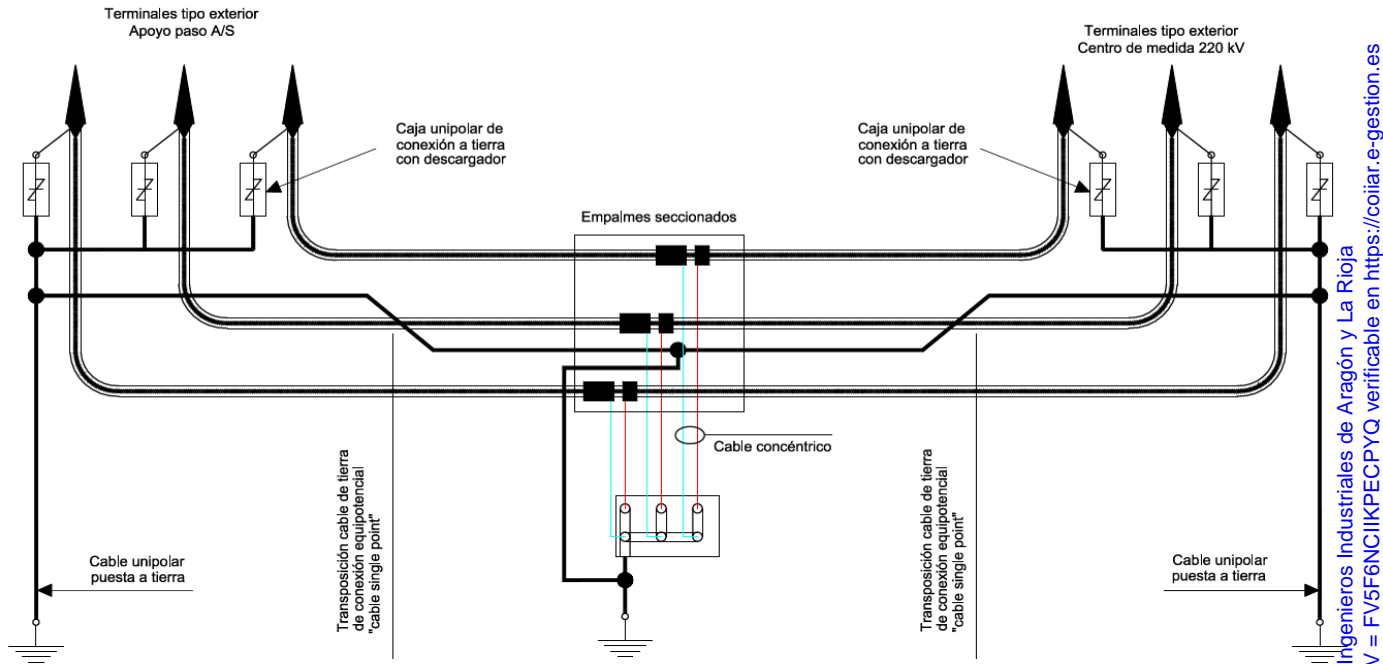 Terminales tipo exterior
Apoyo paso A/S
Terminales tipo exterior
Centro de medida 220 kV
Caja unipolar de
conexión a tierra
con descargador
Caja unipolar de
conexión a tierra
con descargador
Empalmes seccionados
Cable concéntrico
Transposición cable de tierra
de conexión equipotencial
"cable single point"
Transposición cable de tierra
de conexión equipotencial
"cable single point"
Cable unipolar
puesta a tierra
Cable unipolar
puesta a tierra
Ingenieros Industriales de Aragón y La Rioja
V = FV5F6NCIIKPECPYQ verificable en https://coiiar.e-gestion.es